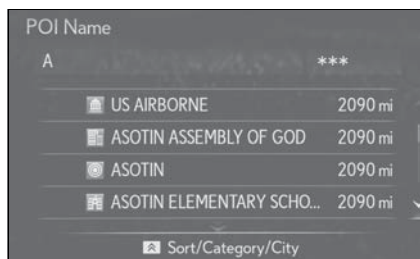 POI Name
A ***
US AIRBORNE 2090 mi
ASOTIN ASSEMBLY OF GOD 2090 mi
ASOTIN 2090 mi
ASOTIN ELEMENTARY SCHO... 2090 mi
Sort/Category/City